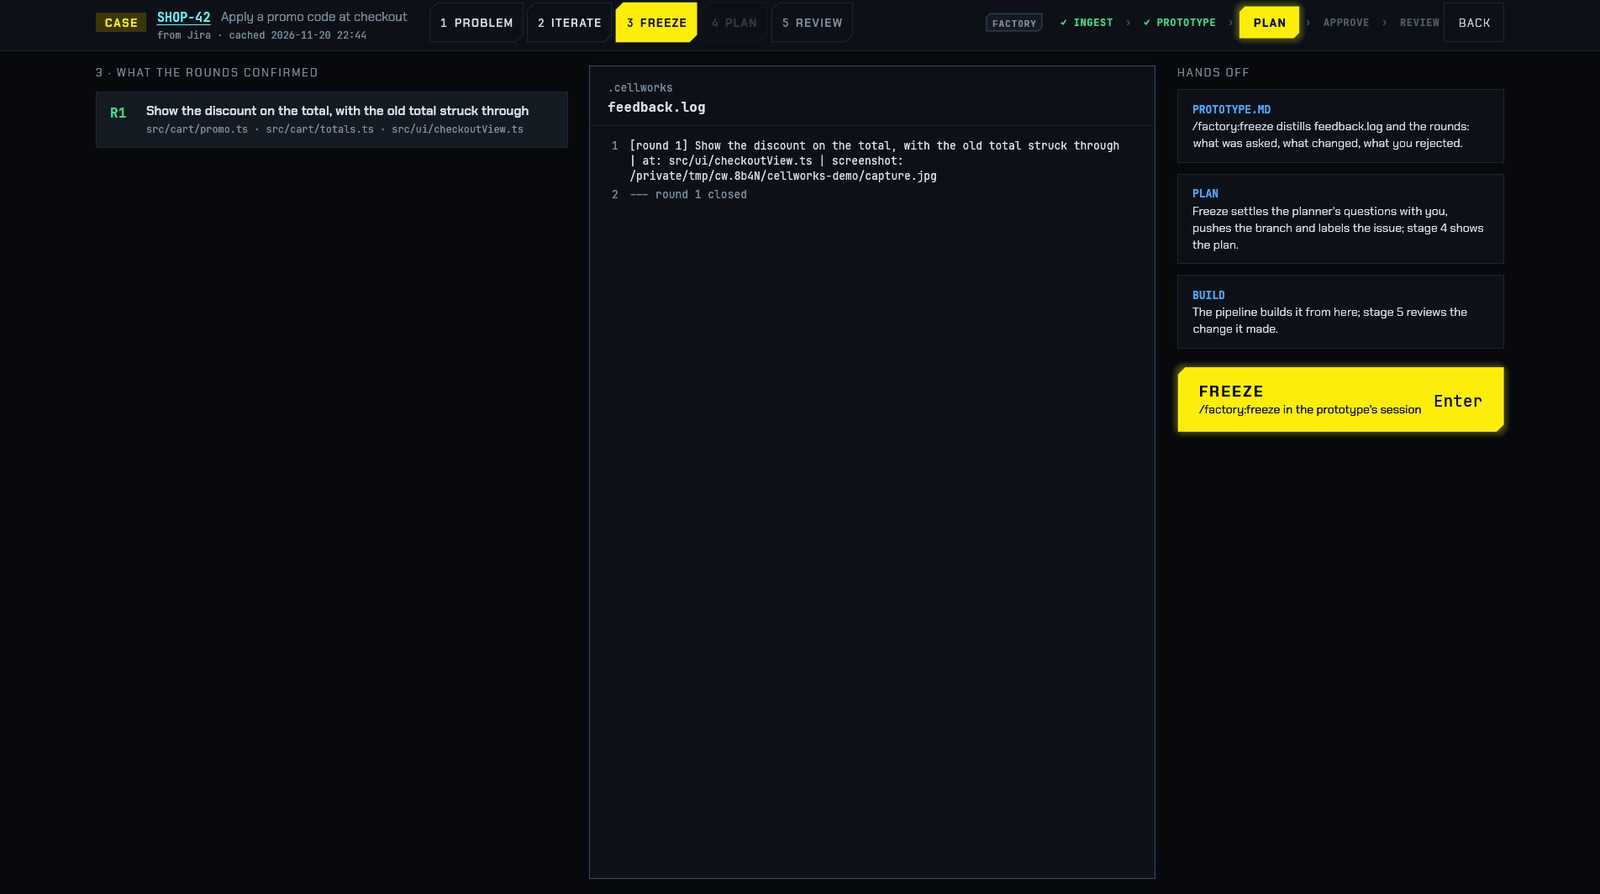 CASE SHOP-42 Apply a promo code at checkout
from Jira · cached 2026-11-20 22:44
1 PROBLEM 2 ITERATE 3 FREEZE 4 PLAN 5 REVIEW
FACTORY ✓ INGEST › ✓ PROTOTYPE › PLAN › APPROVE › REVIEW BACK
3 · WHAT THE ROUNDS CONFIRMED
R1 Show the discount on the total, with the old total struck through
src/cart/promo.ts · src/cart/totals.ts · src/ui/checkoutView.ts
.cellworks
feedback.log
1 [round 1] Show the discount on the total, with the old total struck through
| at: src/ui/checkoutView.ts | screenshot:
/private/tmp/cw.8b4N/cellworks-demo/capture.jpg
2 --- round 1 closed
HANDS OFF
PROTOTYPE.MD
/factory:freeze distills feedback.log and the rounds:
what was asked, what changed, what you rejected.
PLAN
Freeze settles the planner's questions with you,
pushes the branch and labels the issue; stage 4 shows
the plan.
BUILD
The pipeline builds it from here; stage 5 reviews the
change it made.
FREEZE
/factory:freeze in the prototype's session
Enter